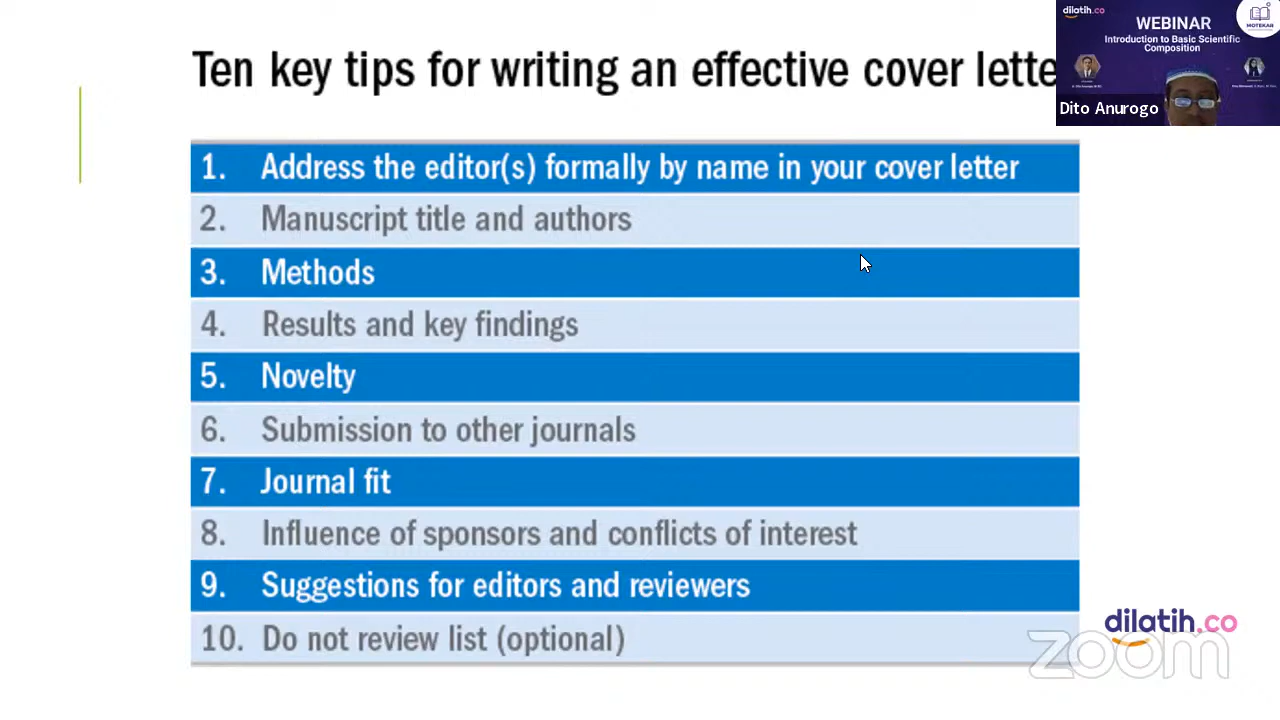 Ten key tips for writing an effective cover lette
1. Address the editor(s) formally by name in your cover letter
2. Manuscript title and authors
3. Methods
4. Results and key findings
5. Novelty
6. Submission to other journals
7. Journal fit
8. Influence of sponsors and conflicts of interest
9. Suggestions for editors and reviewers
10. Do not review list (optional)
dilatih.co
WEBINAR
Introduction to Basic Scientific
Composition
MOTEKAR
Dito Anurogo
dilatih.co
zoom